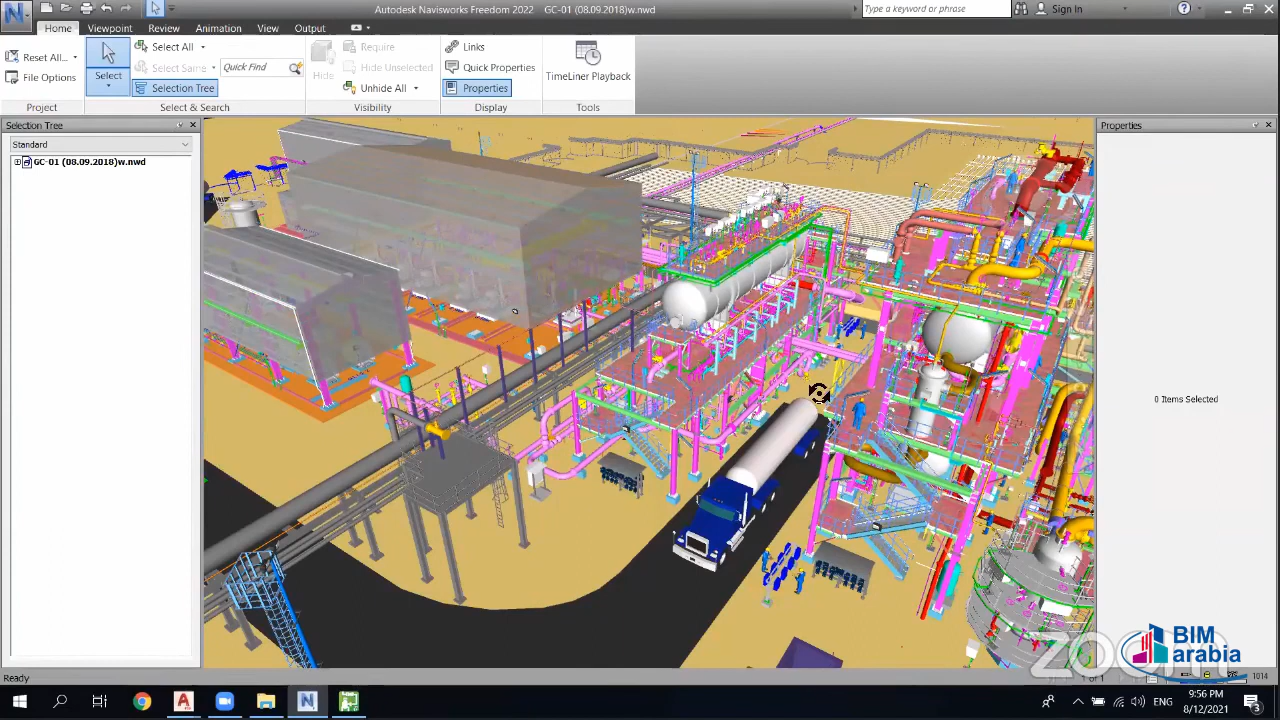 Autodesk Navisworks Freedom 2022 GC-01 (08.09.2018)w.nwd
Type a keyword or phrase
Sign In
Home Viewpoint Review Animation View Output
Reset All...
File Options
Project
Select
Select All
Select Same
Selection Tree
Quick Find
Select & Search
Hide
Require
Hide Unselected
Unhide All
Visibility
Links
Quick Properties
Properties
Display
TimeLiner Playback
Tools
Selection Tree
Standard
GC-01 (08.09.2018)w.nwd
Properties
0 Items Selected
zoom
BIM
arabia
Ready
1014
ENG
9:56 PM
8/12/2021
3